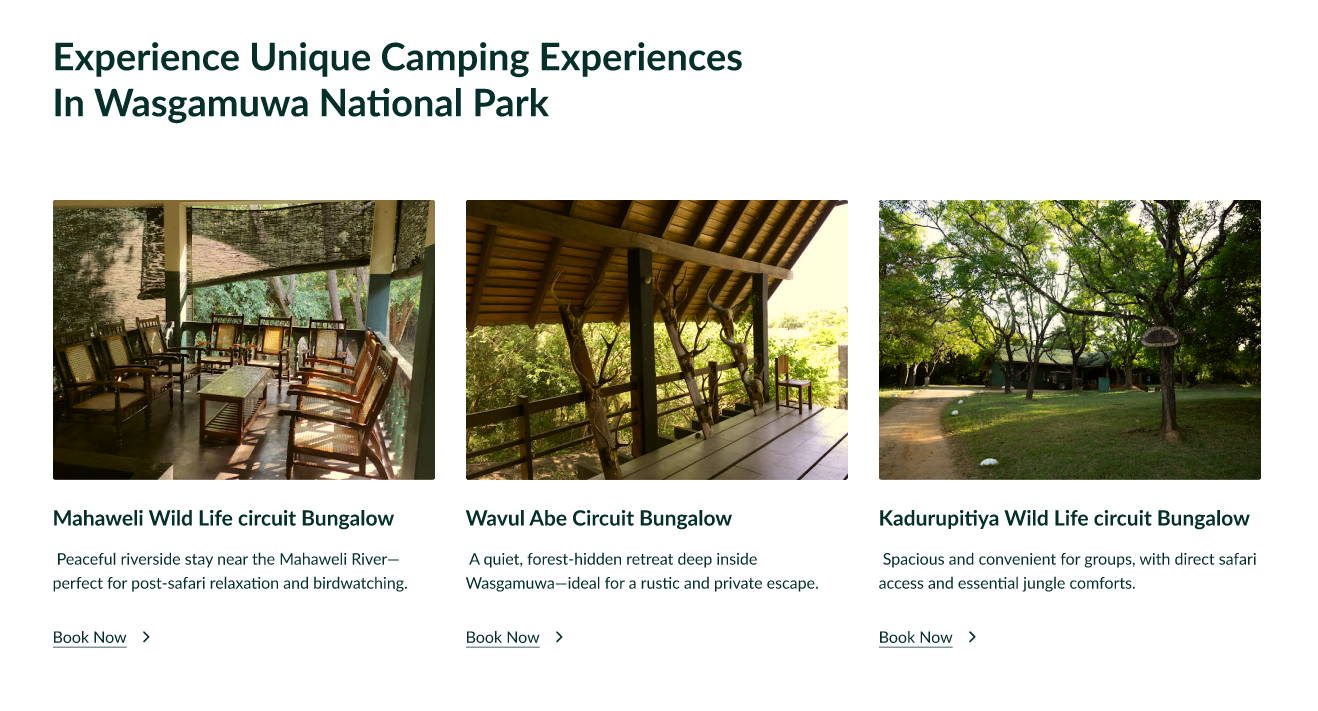 Experience Unique Camping Experiences
In Wasgamuwa National Park
Mahaweli Wild Life circuit Bungalow
Peaceful riverside stay near the Mahaweli River—
perfect for post-safari relaxation and birdwatching.
Book Now
Wavul Abe Circuit Bungalow
A quiet, forest-hidden retreat deep inside
Wasgamuwa—ideal for a rustic and private escape.
Book Now
Kadurupitiya Wild Life circuit Bungalow
Spacious and convenient for groups, with direct safari
access and essential jungle comforts.
Book Now